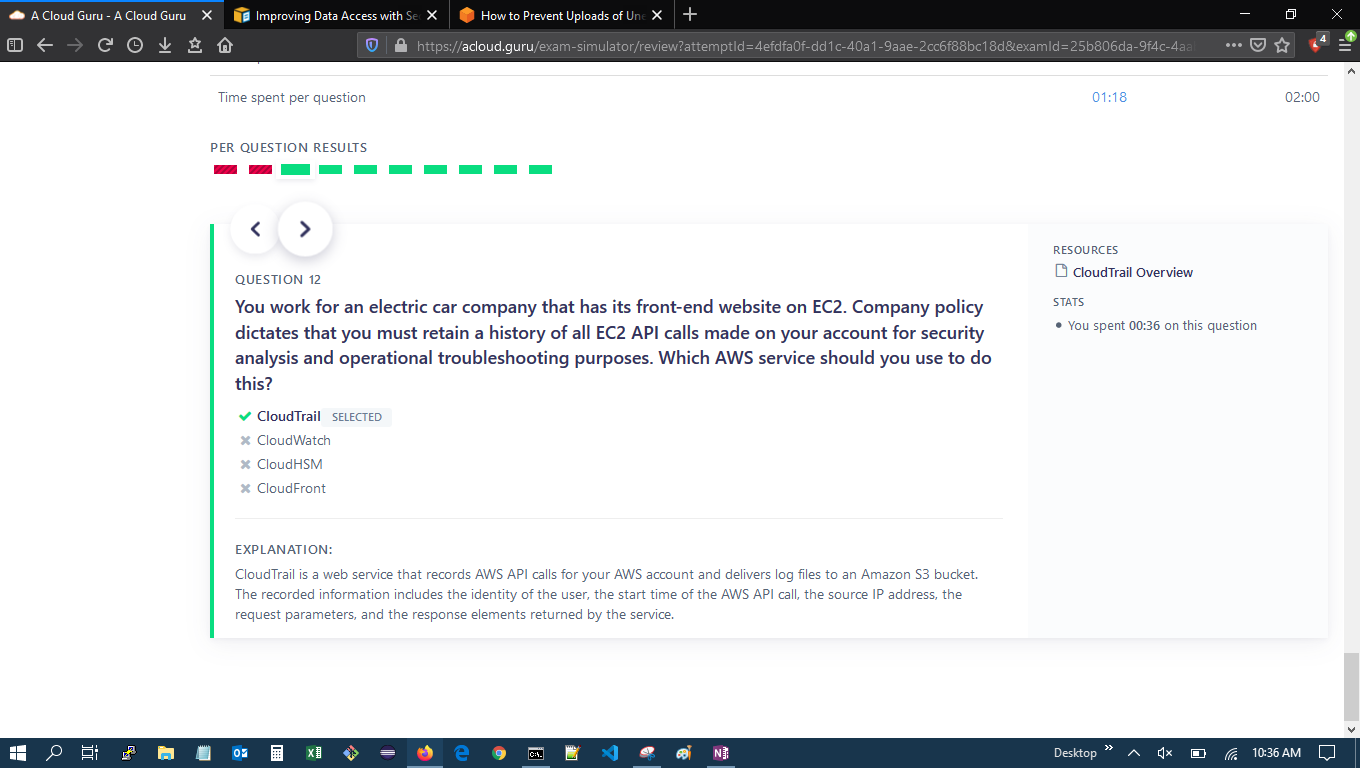 A Cloud Guru - A Cloud Guru
Improving Data Access with Se
How to Prevent Uploads of Une
https://acloud.guru/exam-simulator/review?attemptId=4efdfa0f-dd1c-40a1-9aae-2cc6f88bc18d&examId=25b806da-9f4c-4aa
4
Time spent per question 01:18 02:00
PER QUESTION RESULTS
QUESTION 12
You work for an electric car company that has its front-end website on EC2. Company policy
dictates that you must retain a history of all EC2 API calls made on your account for security
analysis and operational troubleshooting purposes. Which AWS service should you use to do
this?
CloudTrail SELECTED
CloudWatch
CloudHSM
CloudFront
EXPLANATION:
CloudTrail is a web service that records AWS API calls for your AWS account and delivers log files to an Amazon S3 bucket.
The recorded information includes the identity of the user, the start time of the AWS API call, the source IP address, the
request parameters, and the response elements returned by the service.
RESOURCES
CloudTrail Overview
STATS
• You spent 00:36 on this question
Desktop
10:36 AM